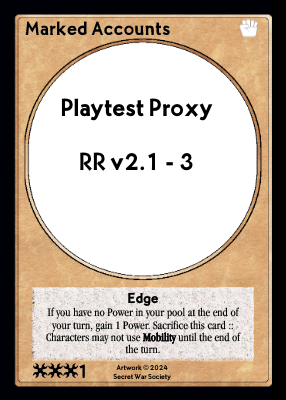 Marked Accounts
Playtest Proxy
RR v2.1 - 3
Edge
If you have no Power in your pool at the end of
your turn, gain 1 Power. Sacrifice this card ::
Characters may not use Mobility until the end of
the turn.
1
Artwork © 2024
Secret War Society